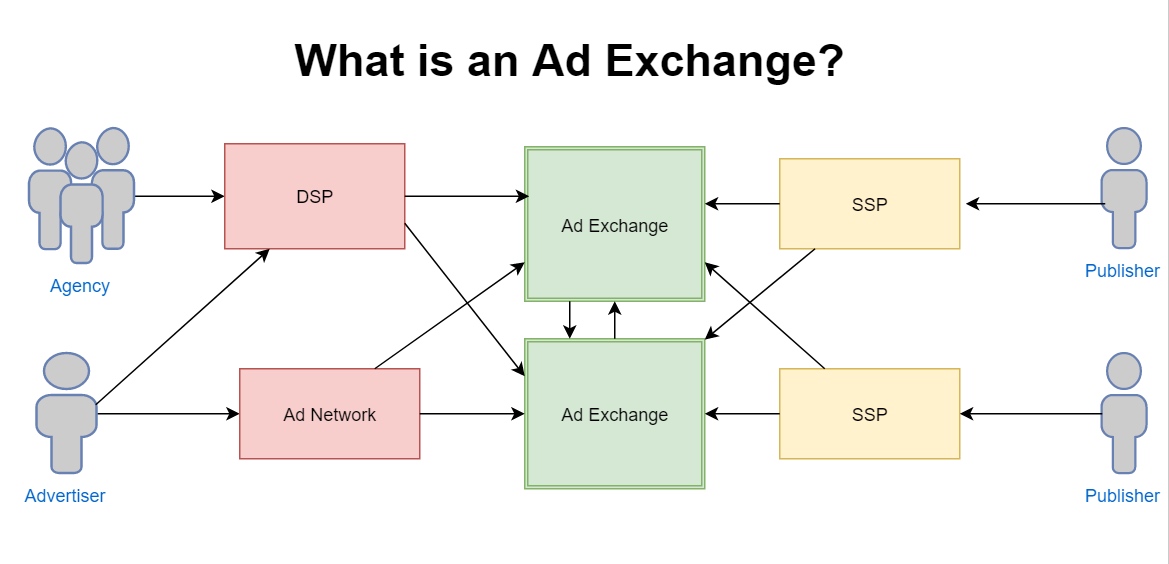 What is an Ad Exchange?
DSP
Ad Exchange
SSP
Agency
Publisher
Ad Network
Ad Exchange
SSP
Advertiser
Publisher